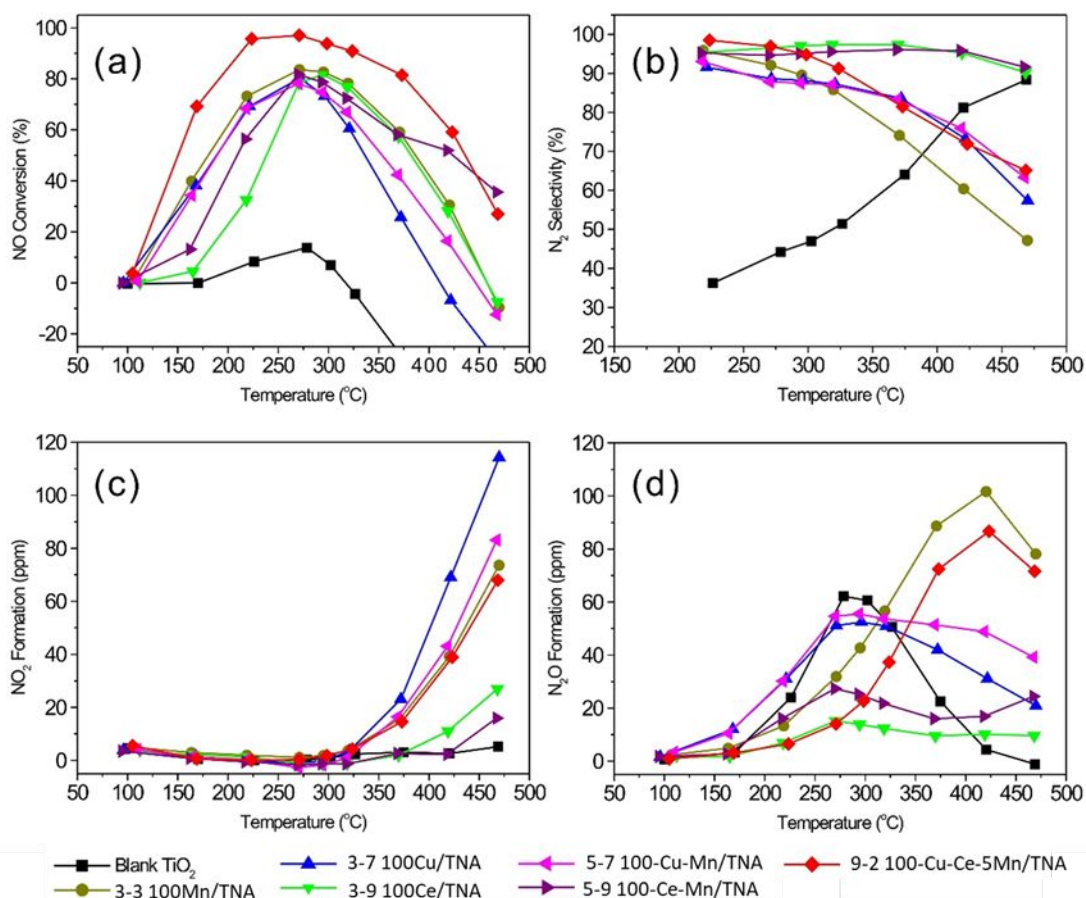 (a)
NO Conversion (%)
100
80
60
40
20
0
-20
50 100 150 200 250 300 350 400 450 500
Temperature (°C)
(b)
N₂ Selectivity (%)
100
90
80
70
60
50
40
30
20
150 200 250 300 350 400 450 500
Temperature (°C)
(c)
NO₂ Formation (ppm)
120
100
80
60
40
20
0
50 100 150 200 250 300 350 400 450 500
Temperature (°C)
(d)
N₂O Formation (ppm)
120
100
80
60
40
20
0
50 100 150 200 250 300 350 400 450 500
Temperature (°C)
Blank TiO₂ 3-7 100Cu/TNA 5-7 100-Cu-Mn/TNA 9-2 100-Cu-Ce-5Mn/TNA
3-3 100Mn/TNA 3-9 100Ce/TNA 5-9 100-Ce-Mn/TNA